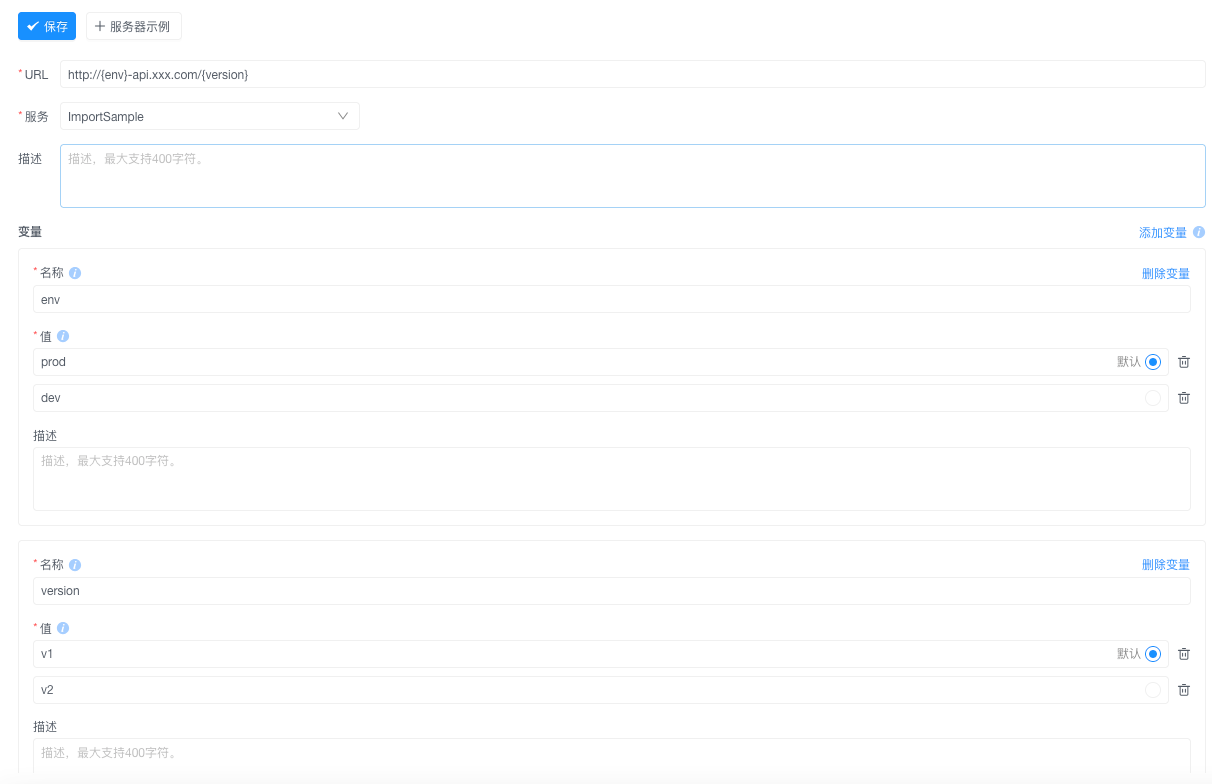 保存 服务器示例
* URL http://{env}-api.xxx.com/{version}
* 服务 ImportSample
描述 描述，最大支持400字符。
变量 添加变量
* 名称 删除变量
env
* 值
prod 默认
dev
描述
描述，最大支持400字符。
* 名称 删除变量
version
* 值
v1 默认
v2
描述
描述，最大支持400字符。